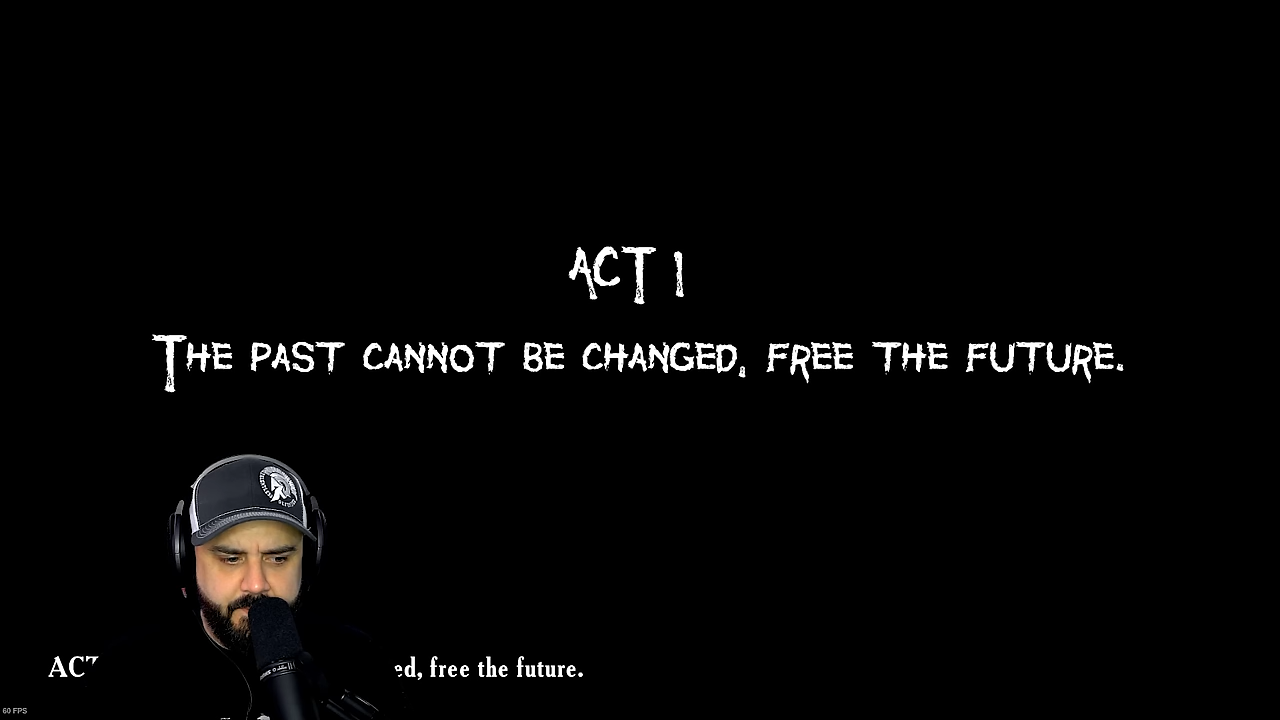 ACT 1
The past cannot be changed, free the future.
ed, free the future.
60 FPS